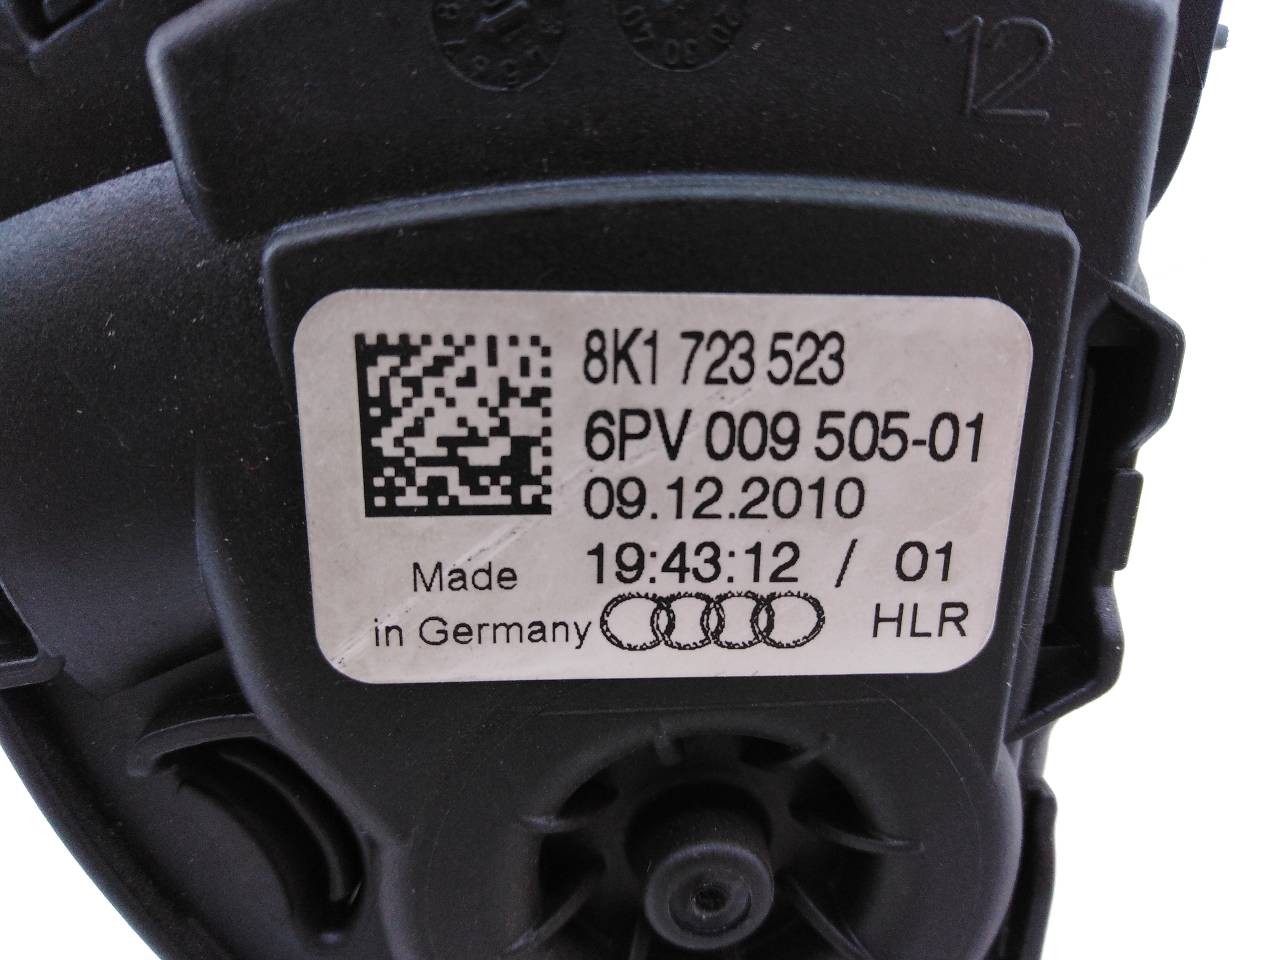 12
8K1 723 523
6PV 009 505-01
09.12.2010
19:43:12 / 01
Made
in Germany
HLR